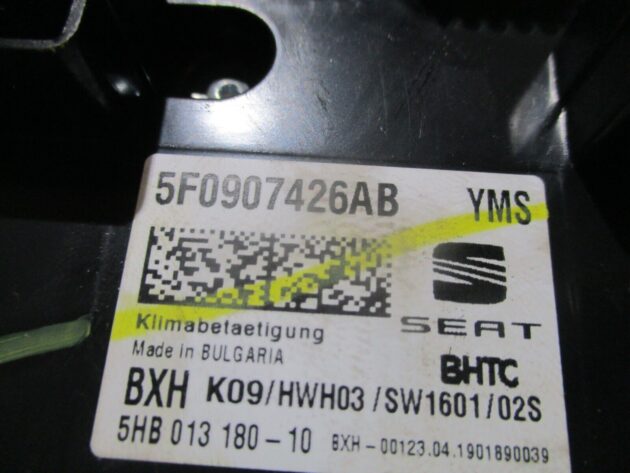 5F0907426AB YMS
SEAT
Klimabetaetigung
Made in BULGARIA
BHTC
BXH K09/HWH03/SW1601/02S
5HB 013 180-10 BXH-00123.04.1901890039